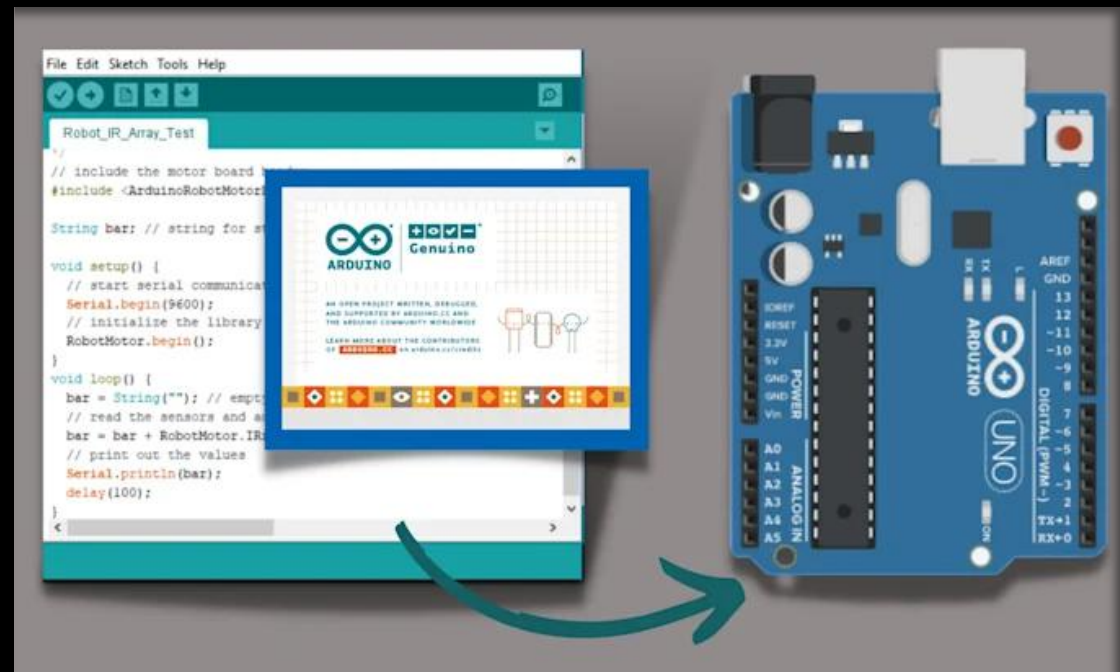 File Edit Sketch Tools Help
Robot_IR_Array_Test
*/
// include the motor board
#include <ArduinoRobotMotor
String bar; // string for
void setup() {
// start serial communicat
Serial.begin(9600);
// initialize the library
RobotMotor.begin();
}
void loop() {
bar = String(""); // empty
// read the sensors and
bar = bar + RobotMotor.IR
// print out the values
Serial.println(bar);
delay(100);
}
ARDUINO
Genuino
AN OPEN PROJECT WRITTEN, DEBUGGED,
AND SUPPORTED BY ARDUINO.CC AND
THE ARDUINO COMMUNITY WORLDWIDE
LEARN MORE ABOUT THE CONTRIBUTORS
OF ARDUINO.CC on arduino.cc/credits
IOREF
RESET
3.3V
5V
GND
GND
Vin
POWER
A0
A1
A2
A3
A4
A5
ANALOG IN
RX
TX
L
ARDUINO
UNO
ON
AREF
GND
13
12
~11
~10
~9
8
7
~6
~5
4
~3
2
TX→1
RX←0
DIGITAL (PWM~)